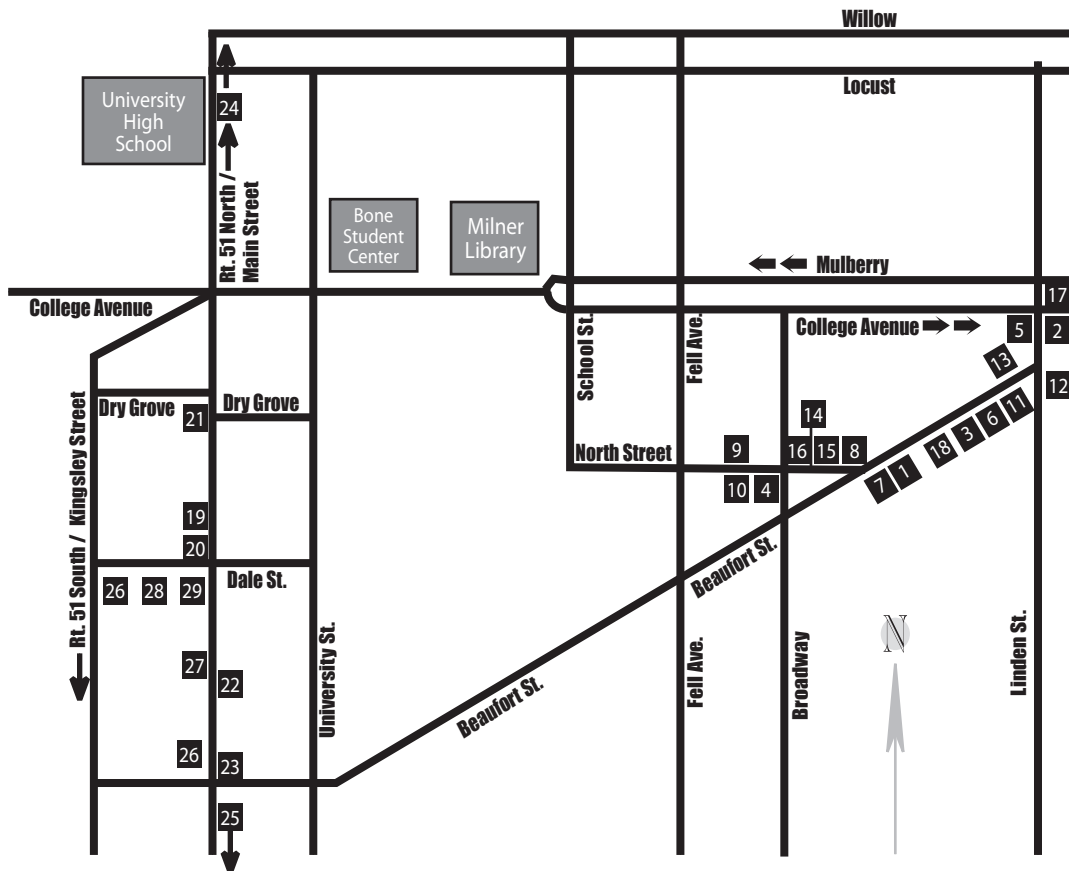 Willow
Locust
University
High
School
24
Rt. 51 North /
Main Street
Bone
Student
Center
Milner
Library
Mulberry
College Avenue
17
College Avenue
5
2
School St.
Fell Ave.
13
12
Dry Grove
Dry Grove
21
14
11
6
3
18
North Street
9
16
15
8
10
4
7
1
19
20
Rt. 51 South / Kingsley Street
Dale St.
26
28
29
Beaufort St.
University St.
27
22
Fell Ave.
Broadway
N
Linden St.
Beaufort St.
26
23
25